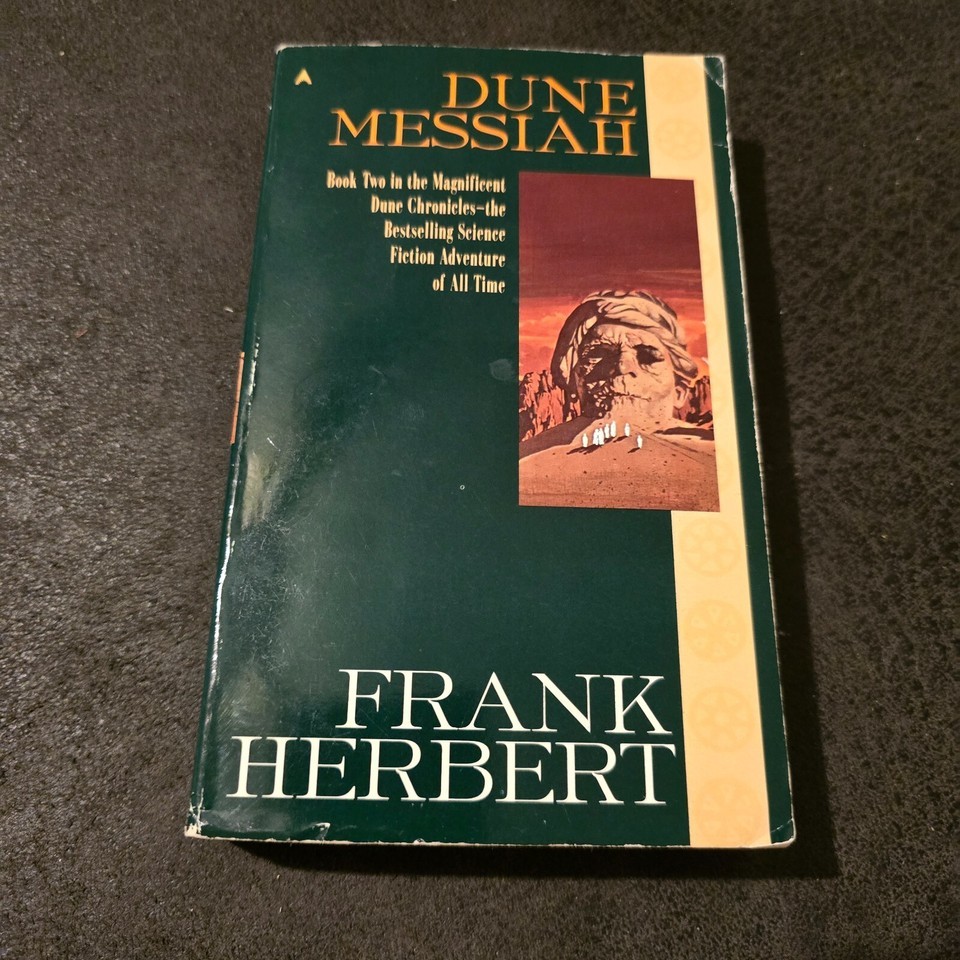 DUNE
MESSIAH
Book Two in the Magnificent
Dune Chronicles—the
Bestselling Science
Fiction Adventure
of All Time
FRANK
HERBERT